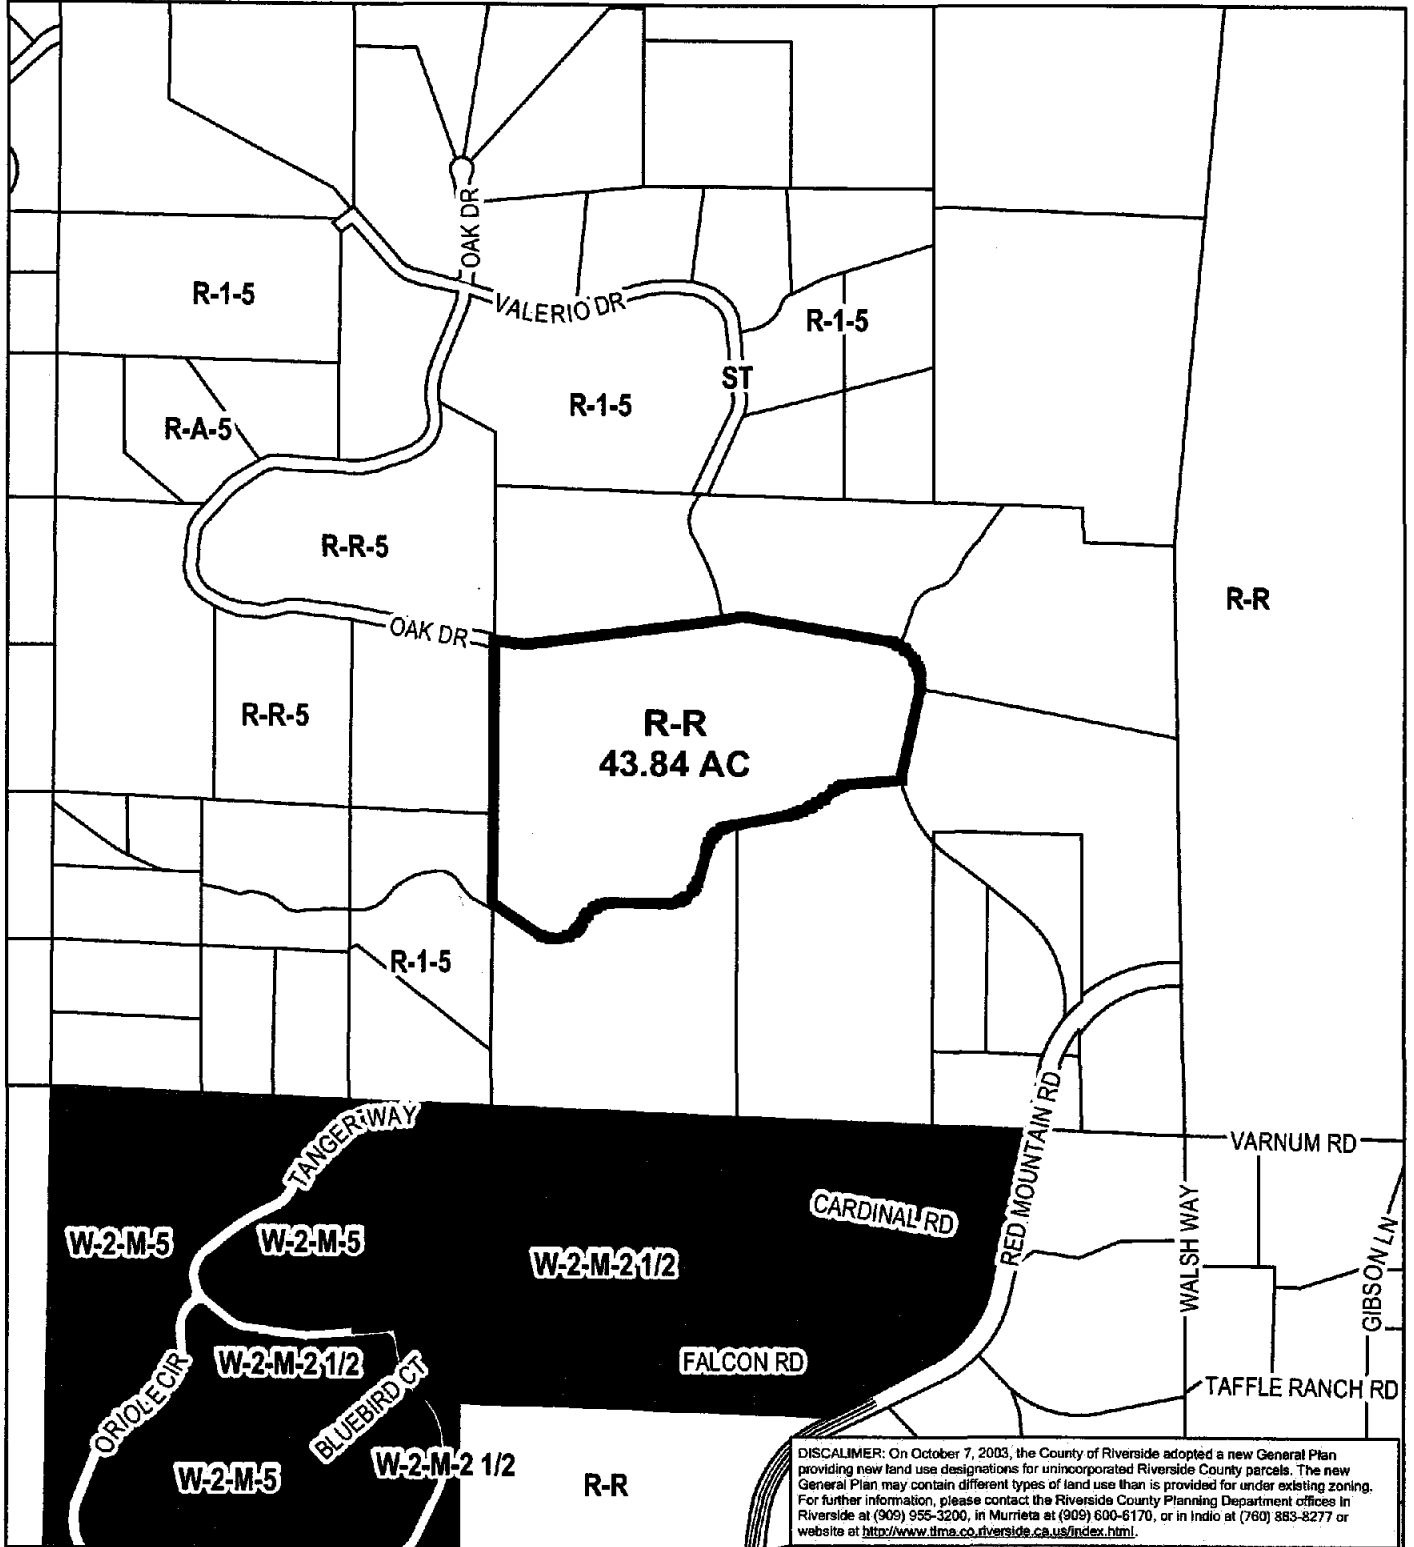 OAK DR
R-1-5
VALERIO DR
R-1-5
ST
R-1-5
R-A-5
R-R-5
R-R
OAK DR
R-R-5
R-R
43.84 AC
R-1-5
TANGER WAY
RED MOUNTAIN RD
VARNUM RD
CARDINAL RD
WALSH WAY
GIBSON LN
W-2-M-5
W-2-M-5
W-2-M-2 1/2
W-2-M-2 1/2
FALCON RD
ORIOLE CIR
BLUEBIRD CT
TAFFLE RANCH RD
W-2-M-5
W-2-M-2 1/2
R-R
DISCALIMER: On October 7, 2003, the County of Riverside adopted a new General Plan
providing new land use designations for unincorporated Riverside County parcels. The new
General Plan may contain different types of land use than is provided for under existing zoning.
For further information, please contact the Riverside County Planning Department offices in
Riverside at (909) 955-3200, in Murrieta at (909) 600-6170, or in Indio at (760) 863-8277 or
website at http://www.tlma.co.riverside.ca.us/index.html.